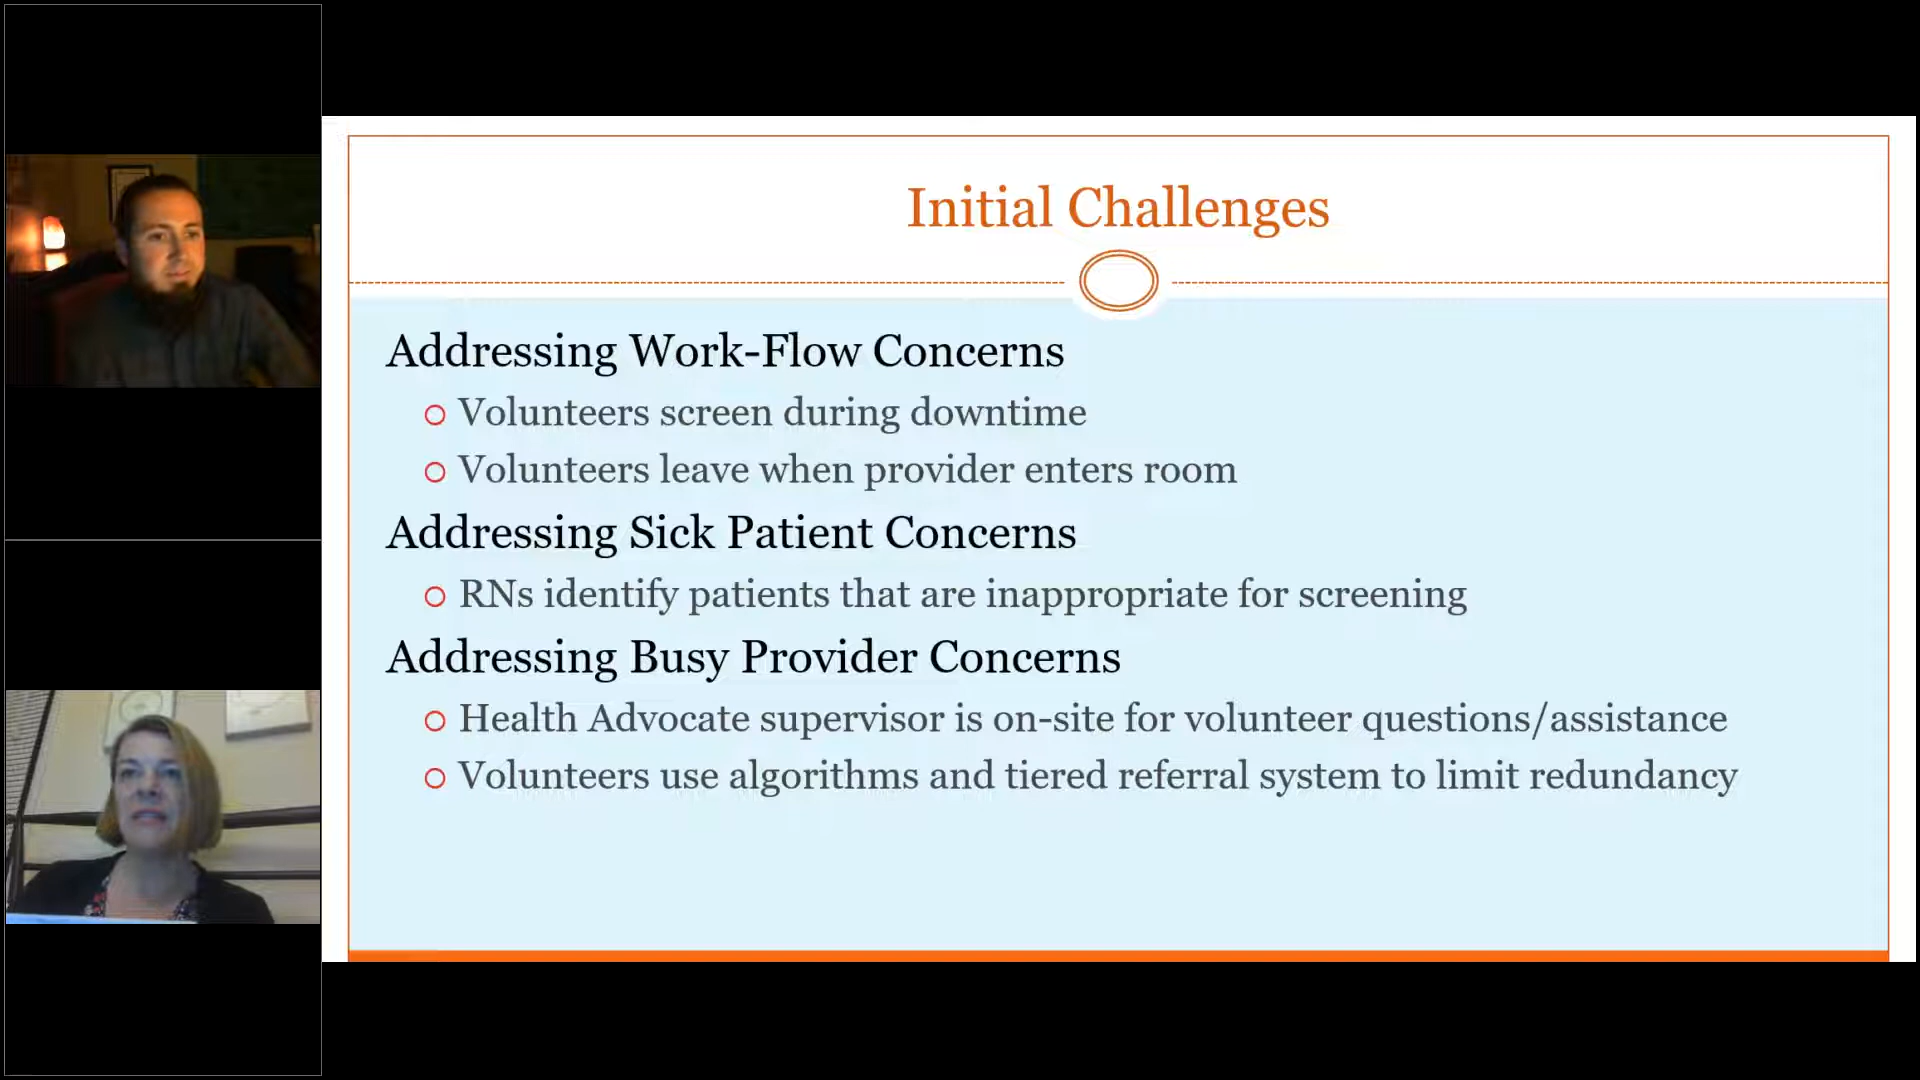 Initial Challenges
Addressing Work-Flow Concerns
Volunteers screen during downtime
Volunteers leave when provider enters room
Addressing Sick Patient Concerns
RNs identify patients that are inappropriate for screening
Addressing Busy Provider Concerns
Health Advocate supervisor is on-site for volunteer questions/assistance
Volunteers use algorithms and tiered referral system to limit redundancy